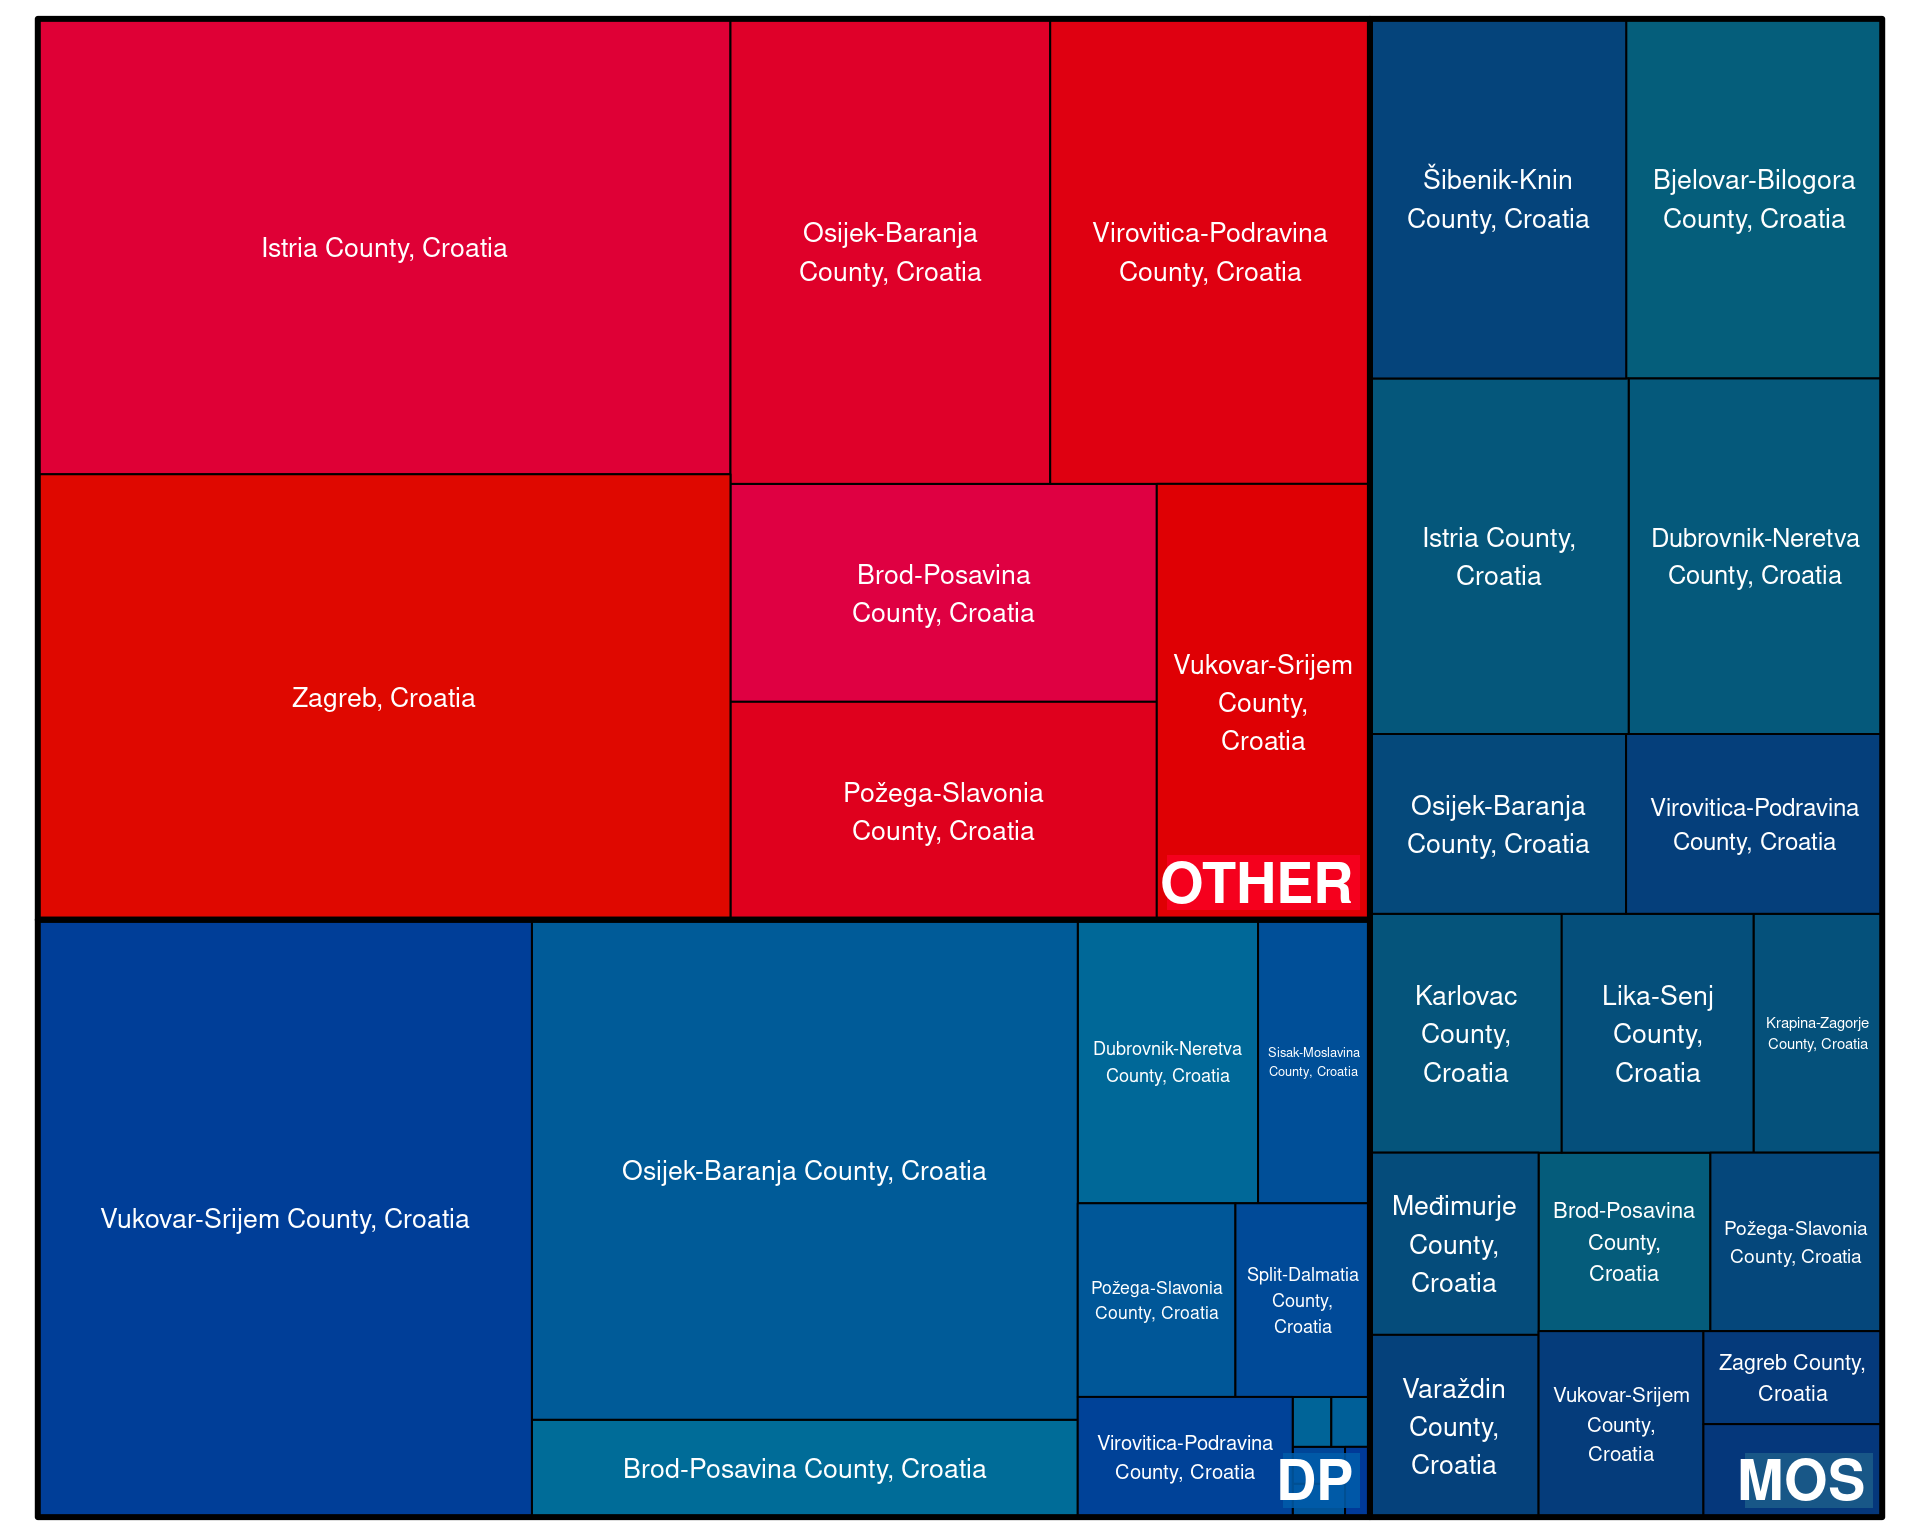 Istria County, Croatia
Osijek-Baranja
County, Croatia
Virovitica-Podravina
County, Croatia
Zagreb, Croatia
Brod-Posavina
County, Croatia
Požega-Slavonia
County, Croatia
Vukovar-Srijem
County,
Croatia
OTHER
Vukovar-Srijem County, Croatia
Osijek-Baranja County, Croatia
Brod-Posavina County, Croatia
Dubrovnik-Neretva
County, Croatia
Sisak-Moslavina
County, Croatia
Požega-Slavonia
County, Croatia
Split-Dalmatia
County,
Croatia
Virovitica-Podravina
County, Croatia
DP
Šibenik-Knin
County, Croatia
Bjelovar-Bilogora
County, Croatia
Istria County,
Croatia
Dubrovnik-Neretva
County, Croatia
Osijek-Baranja
County, Croatia
Virovitica-Podravina
County, Croatia
Karlovac
County,
Croatia
Lika-Senj
County,
Croatia
Krapina-Zagorje
County, Croatia
Međimurje
County,
Croatia
Brod-Posavina
County,
Croatia
Požega-Slavonia
County, Croatia
Varaždin
County,
Croatia
Vukovar-Srijem
County,
Croatia
Zagreb County,
Croatia
MOS